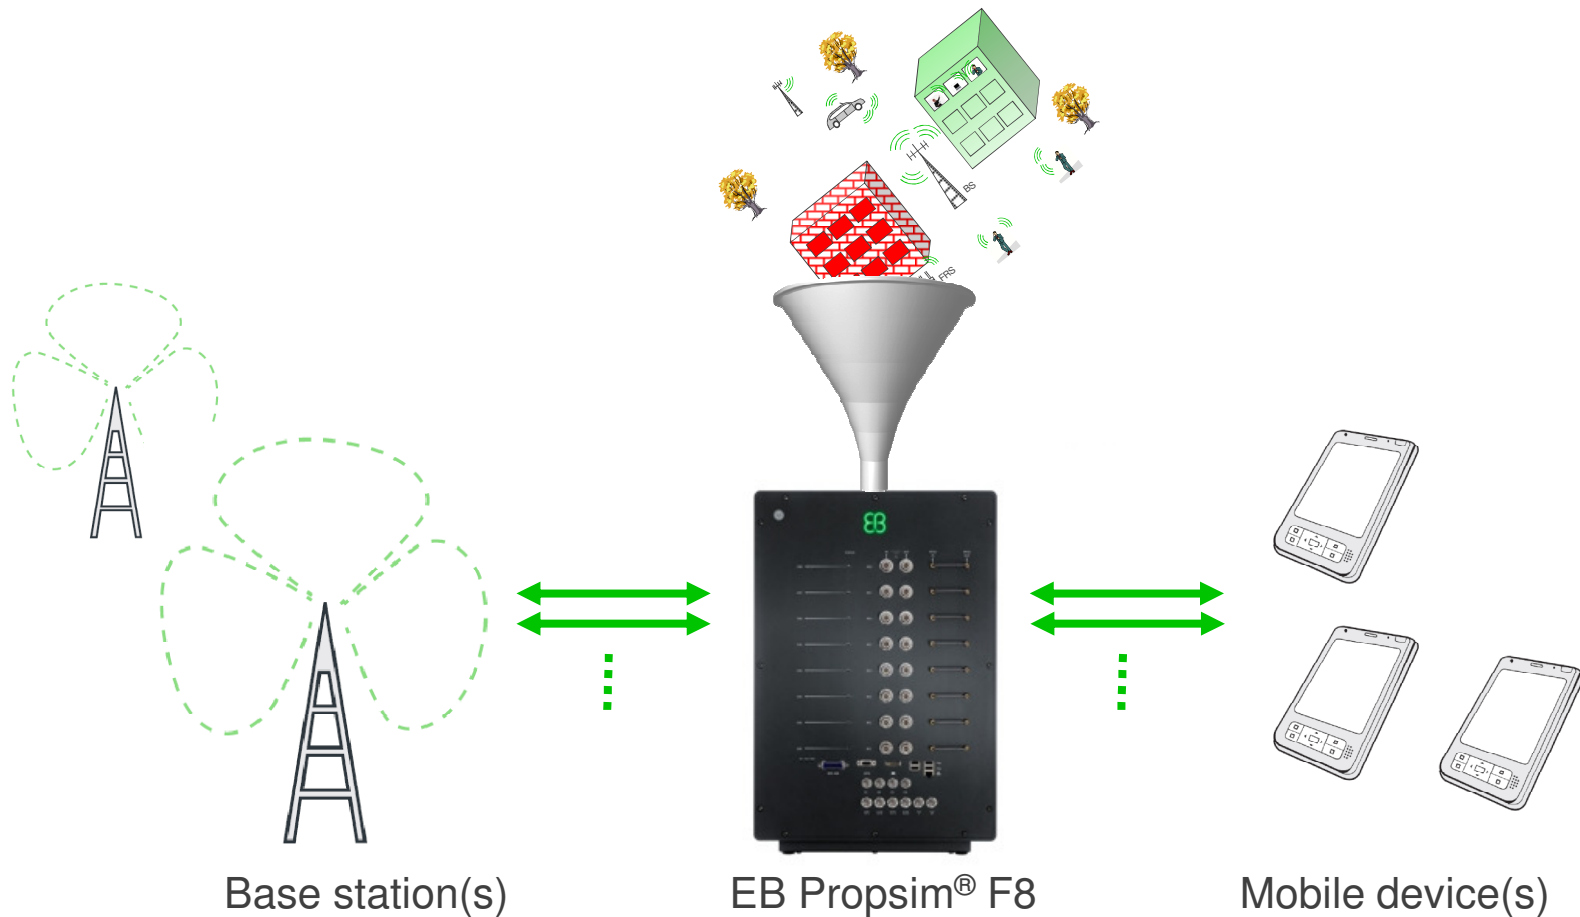 BS
FRS
EB
Base station(s)
EB Propsim® F8
Mobile device(s)